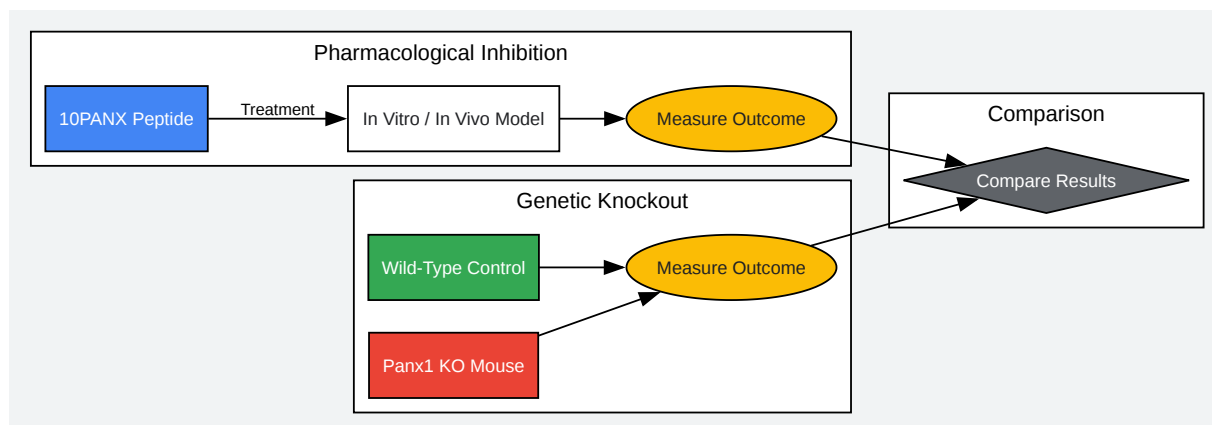 Pharmacological Inhibition
10PANX Peptide
Treatment
In Vitro / In Vivo Model
Measure Outcome
Genetic Knockout
Wild-Type Control
Panx1 KO Mouse
Measure Outcome
Comparison
Compare Results